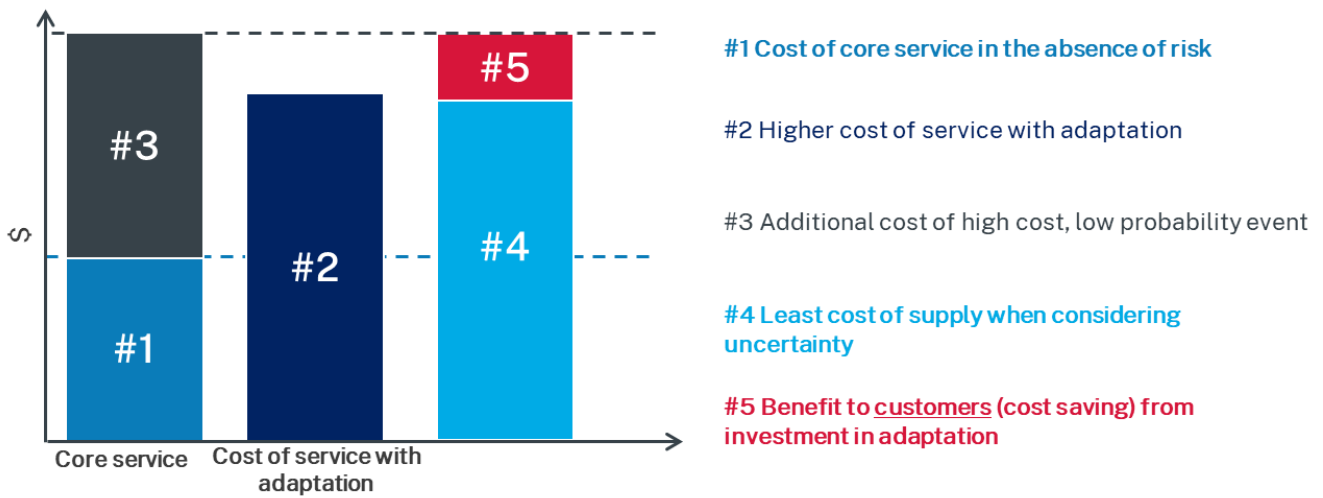 #3
#1
#2
#5
#4
$
Core service
Cost of service with
adaptation
#1 Cost of core service in the absence of risk
#2 Higher cost of service with adaptation
#3 Additional cost of high cost, low probability event
#4 Least cost of supply when considering
uncertainty
#5 Benefit to customers (cost saving) from
investment in adaptation